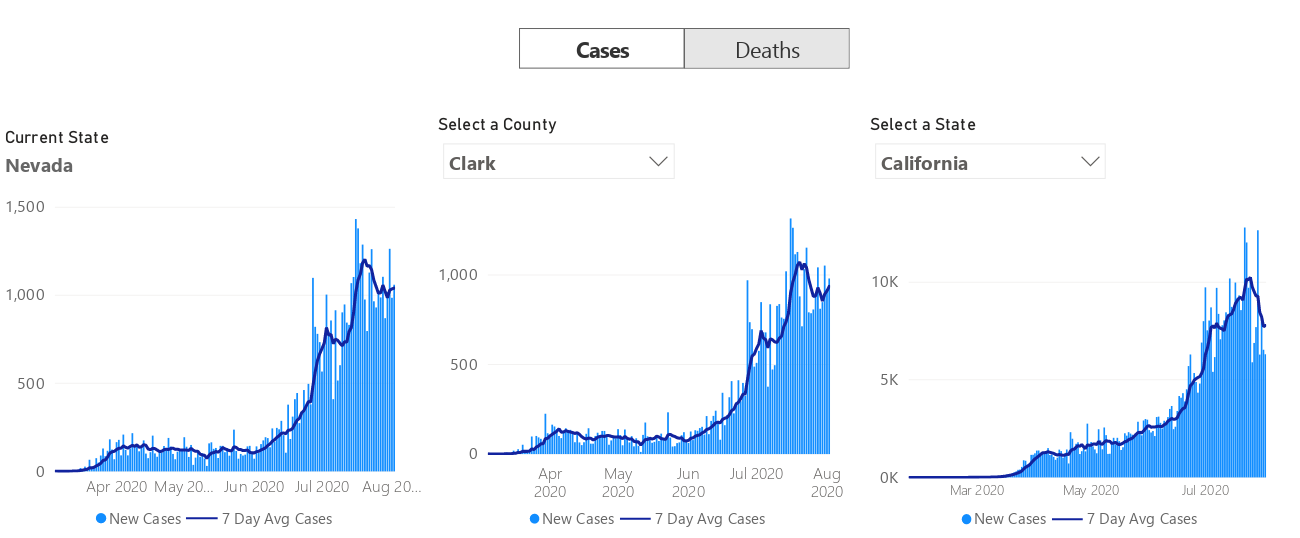 Cases
Deaths
Current State
Nevada
1,500
1,000
500
0
Apr 2020 May 20... Jun 2020 Jul 2020 Aug 20...
New Cases 7 Day Avg Cases
Select a County
Clark
1,000
500
0
Apr 2020
May 2020
Jun 2020
Jul 2020
Aug 2020
New Cases 7 Day Avg Cases
Select a State
California
10K
5K
0K
Mar 2020 May 2020 Jul 2020
New Cases 7 Day Avg Cases